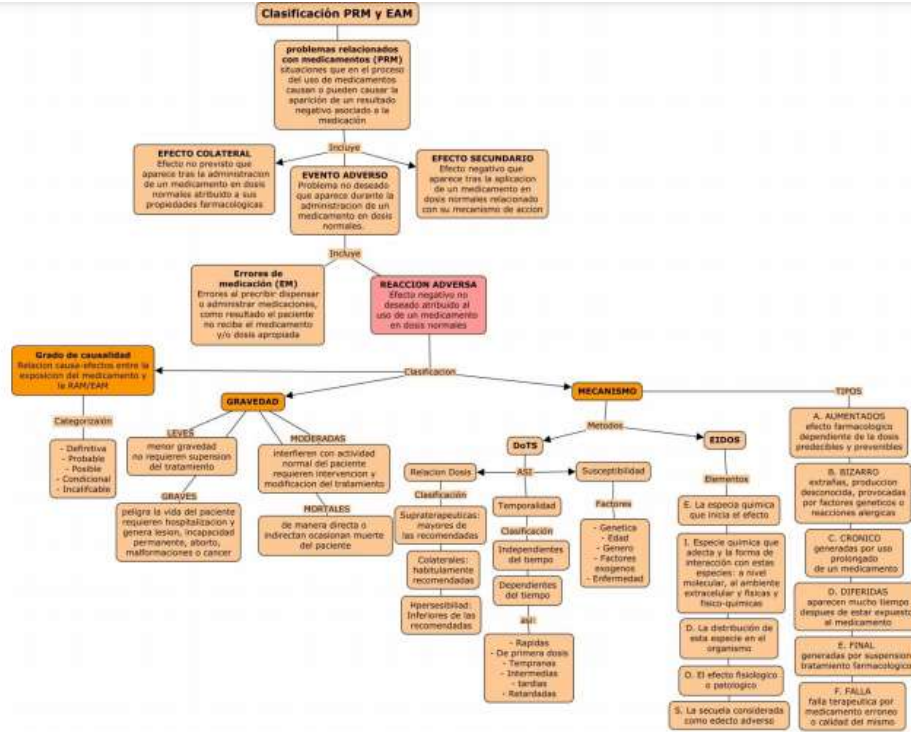 Clasificación PRM y EAM
problemas relacionados
con medicamentos (PRM)
situaciones que en el proceso
del uso de medicamentos
causan o pueden causar la
aparición de un resultado
negativo asociado a la
medicación
Incluye
EFECTO COLATERAL
Efecto no previsto que
aparece tras la administración
de un medicamento en dosis
normales atribuido a sus
propiedades farmacologicas
EVENTO ADVERSO
Problema no deseado
que aparece durante la
administracion de un
medicamento en dosis
normales.
EFECTO SECUNDARIO
Efecto negativo que
aparece tras la aplicacion
de un medicamento en
dosis normales relacionado
con su mecanismo de accion
Incluye
Errores de
medicación (EM)
Errores al precribir dispensar
o administrar medicaciones,
como resultado el paciente
no recibe el medicamento
y/o dosis apropiada
REACCION ADVERSA
Efecto negativo no
deseado atribuido al
uso de un medicamento
en dosis normales
Clasificacion
Grado de causalidad
Relacion causa-efectos entre la
exposicion del medicamento y
la RAM/EAM
Categorizaión
- Definitiva
- Probable
- Posible
- Condicional
- Incalificable
GRAVEDAD
LEVES
menor gravedad
no requieren supension
del tratamiento
GRAVES
peligra la vida del paciente
requieren hospitalizacion y
genera lesion, incapacidad
permanente, aborto,
malformaciones o cancer
MODERADAS
interfieren con actividad
normal del paciente
requieren intervencion y
modificacion del tratamiento
MORTALES
de manera directa o
indirectan ocasionan muerte
del paciente
MECANISMO
Metodos
DoTS
ASI
Relacion Dosis
Clasificación
Supraterapeuticas:
mayores de
las recomendadas
Colaterales:
habitulamente
recomendadas
Hpersesibiliad:
Inferiores de las
recomendadas
Temporalidad
Clasificación
Independientes
del tiempo
Dependientes
del tiempo
asi:
- Rapidas
- De primera dosis
- Tempranas
- Intermedias
- tardias
- Retardadas
Susceptibilidad
Factores
- Genetica
- Edad
- Genero
- Factores
exogenos
- Enfermedad
EIDOS
Elementos
E. La especia quimica
que inicia el efecto
I. Especie química que
adecta y la forma de
interacción con estas
especies: a nivel
molecular, al ambiente
extracelular y físicas y
físico-químicas
D. La distribución de
esta especie en el
organismo
O. El efecto fisiologico
o patologico
S. La secuela considerada
como edecto adverso
TIPOS
A. AUMENTADOS
efecto farmacologico
dependiente de la dosis
predecibles y prevenibles
B. BIZARRO
extrañas, produccion
desconocida, provocadas
por factores geneticos o
reacciones alergicas
C. CRONICO
generadas por uso
prolongado
de un medicamento
D. DIFERIDAS
aparecen mucho tiempo
despues de estar expuesto
al medicamento
E. FINAL
generadas por suspension
tratamiento farmacologico
F. FALLA
falla terapeutica por
medicamento erroneo
o calidad del mismo